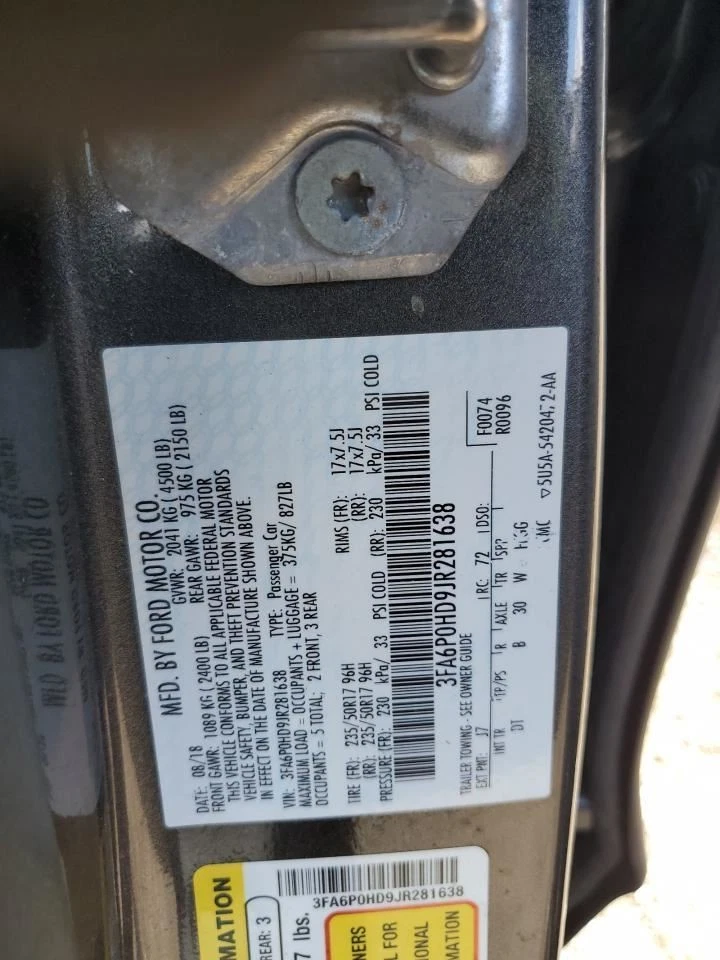 MFD. BY FORD MOTOR CO.
DATE: 08/18 GVWR: 2041 KG ( 4500 LB)
FRONT GAWR: 1089 KG ( 2400 LB) REAR GAWR: 975 KG ( 2150 LB)
THIS VEHICLE CONFORMS TO ALL APPLICABLE FEDERAL MOTOR
VEHICLE SAFETY, BUMPER, AND THEFT PREVENTION STANDARDS
IN EFFECT ON THE DATE OF MANUFACTURE SHOWN ABOVE.
VIN: 3FA6P0HD9JR281638 TYPE: Passenger Car
MAXIMUM LOAD = OCCUPANTS + LUGGAGE = 375KG/ 827LB
OCCUPANTS = 5 TOTAL: 2 FRONT, 3 REAR
TIRE (FR): 235/50R17 96H RIMS (FR): 17x7.5J
(RR): 235/50R17 96H (RR): 17x7.5J
PRESSURE (FR): 230 kPa/ 33 PSI COLD (RR): 230 kPa/ 33 PSI COLD
3FA6P0HD9JR281638
TRAILER TOWING - SEE OWNER GUIDE F0074
EXT PNT: J7 RC: 72 DSO: R0096
INT TR TP/PS R AXLE TR SP?
DT B 30 W
5U5A-54204 2-AA
3FA6P0HD9JR281638
REAR: 3
7 lbs.